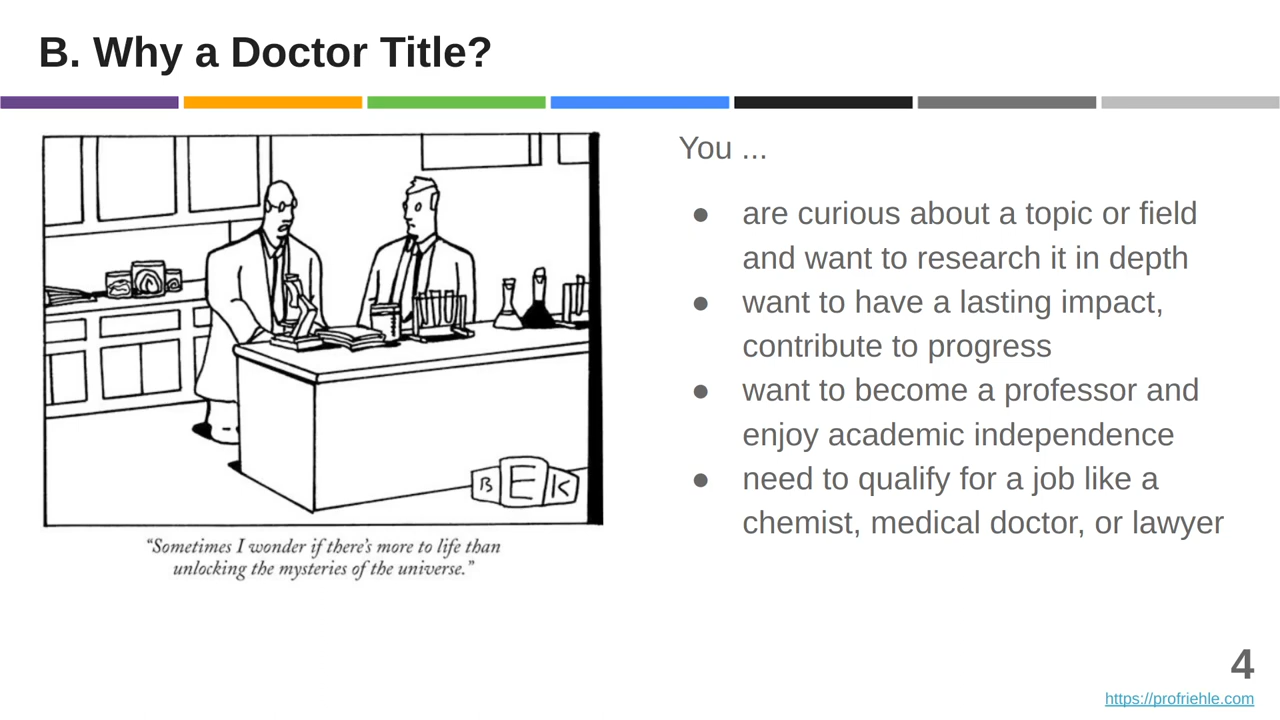 B. Why a Doctor Title?
You ...
● are curious about a topic or field
and want to research it in depth
● want to have a lasting impact,
contribute to progress
● want to become a professor and
enjoy academic independence
● need to qualify for a job like a
chemist, medical doctor, or lawyer
BEK
“Sometimes I wonder if there’s more to life than
unlocking the mysteries of the universe.”
4
https://profriehle.com